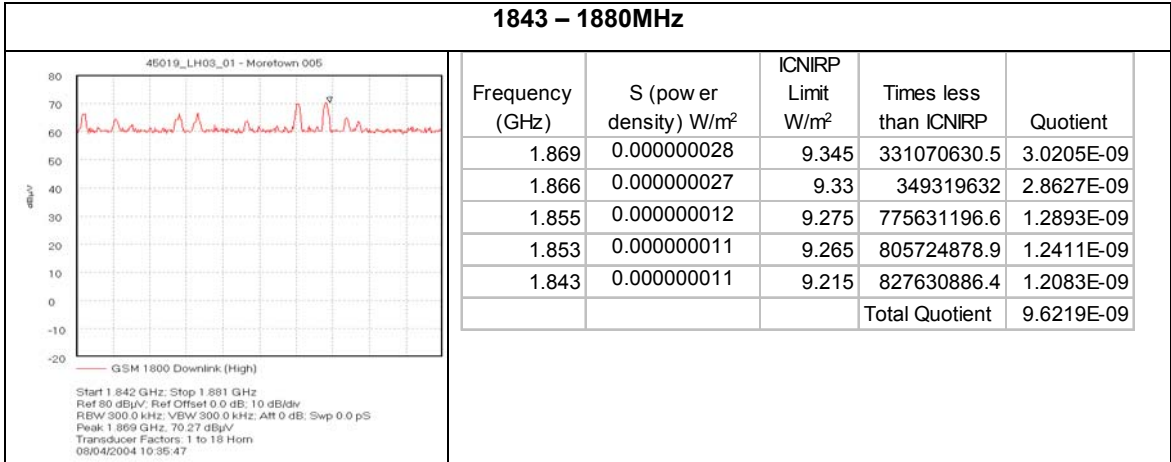 1843 – 1880MHz
45019_LH03_01 - Moretown 005
80
70
60
50
40
30
20
10
0
-10
-20
dBµV
GSM 1800 Downlink (High)
Start 1.842 GHz; Stop 1.881 GHz
Ref 80 dBµV; Ref Offset 0.0 dB; 10 dB/div
RBW 300.0 kHz; VBW 300.0 kHz; Att 0 dB; Swp 0.0 pS
Peak 1.869 GHz, 70.27 dBµV
Transducer Factors: 1 to 18 Horn
08/04/2004 10:35:47
Frequency (GHz) S (pow er density) W/m² ICNIRP Limit W/m² Times less than ICNIRP Quotient
1.869 0.000000028 9.345 331070630.5 3.0205E-09
1.866 0.000000027 9.33 349319632 2.8627E-09
1.855 0.000000012 9.275 775631196.6 1.2893E-09
1.853 0.000000011 9.265 805724878.9 1.2411E-09
1.843 0.000000011 9.215 827630886.4 1.2083E-09
Total Quotient 9.6219E-09